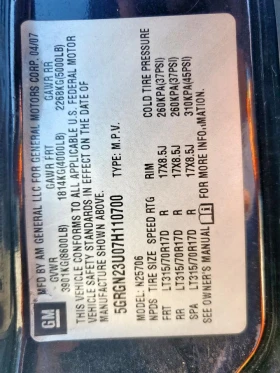 GM
MFD BY AM GENERAL LLC FOR GENERAL MOTORS CORP. 04/07
GVWR GAWR FRT GAWR RR
3901KG(8600LB) 1814KG(4000LB) 2268KG(5000LB)
THIS VEHICLE CONFORMS TO ALL APPLICABLE U.S. FEDERAL MOTOR
VEHICLE SAFETY STANDARDS IN EFFECT ON THE DATE OF
MANUFACTURE SHOWN ABOVE.
5GRGN23U07H110700 TYPE: M.P.V.
MODEL: N25706
NPDS TIRE SIZE SPEED RTG RIM COLD TIRE PRESSURE
FRT LT315/70R17D R 17X8.5J 260KPA(37PSI)
RR LT315/70R17D R 17X8.5J 260KPA(37PSI)
SPA LT315/70R17D R 17X8.5J 310KPA(45PSI)
SEE OWNER'S MANUAL FOR MORE INFORMATION.